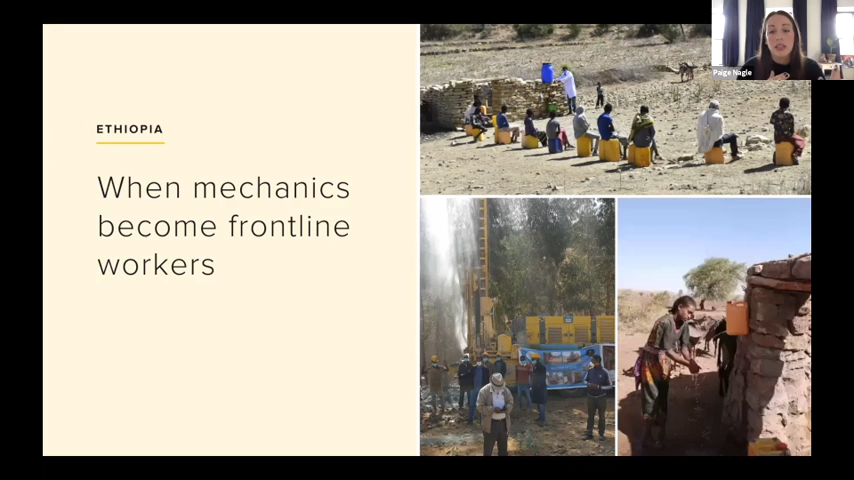 Paige Nagle
ETHIOPIA
When mechanics
become frontline
workers